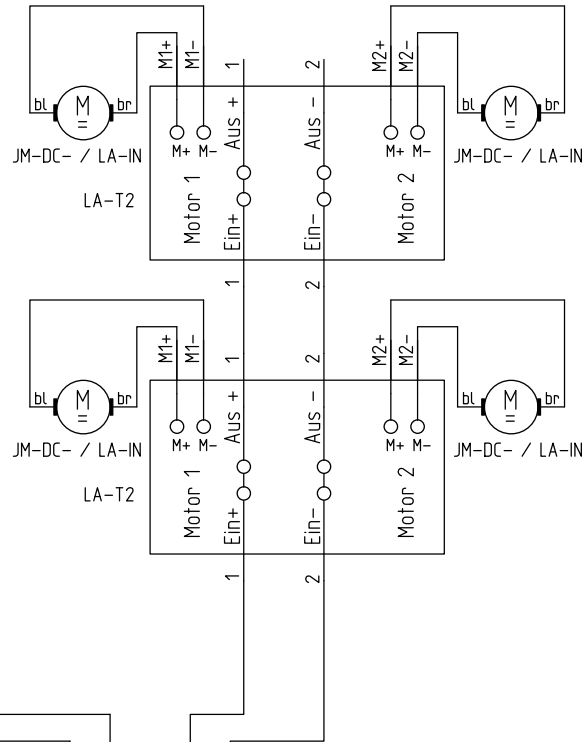 M1+ M1- 1 2 M2+ M2-
bl M = br Aus + Aus - bl M = br
M+ M- M+ M-
JM-DC- / LA-IN JM-DC- / LA-IN
LA-T2 Motor 1 Ein+ Ein- Motor 2
1 2
M1+ M1- 1 2 M2+ M2-
bl M = br Aus + Aus - bl M = br
M+ M- M+ M-
JM-DC- / LA-IN JM-DC- / LA-IN
LA-T2 Motor 1 Ein+ Ein- Motor 2
1 2